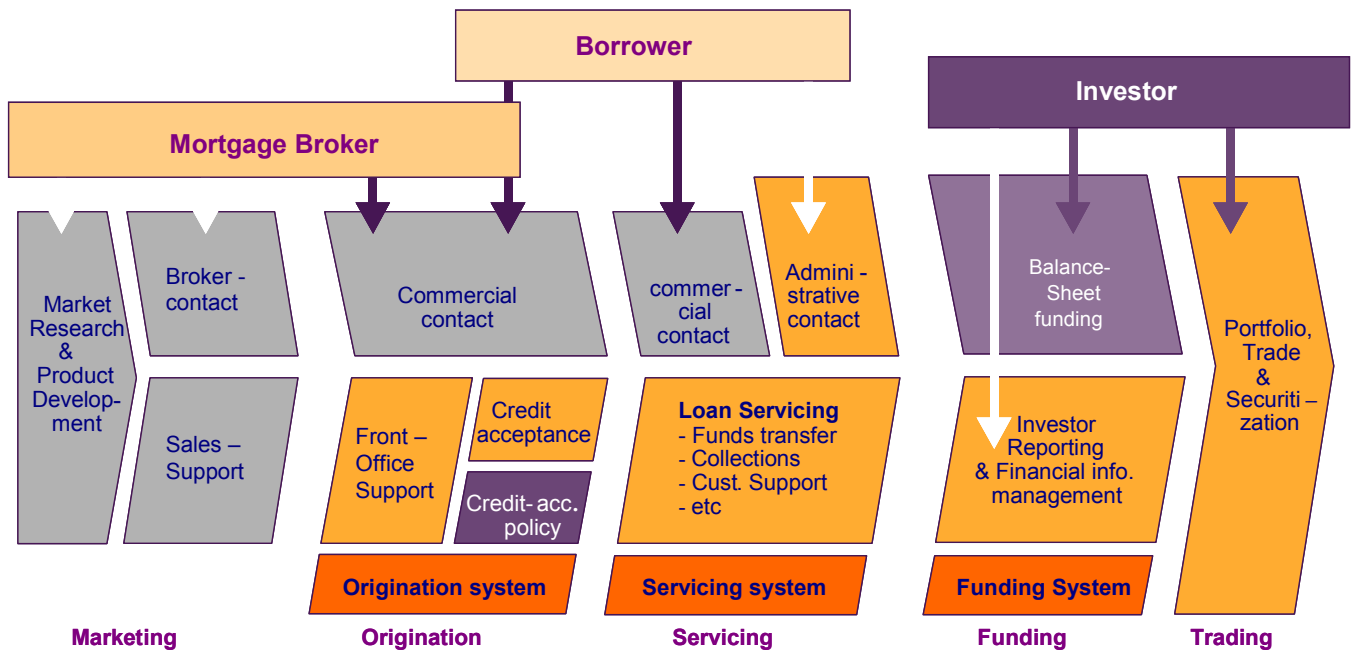 Borrower
Investor
Mortgage Broker
Market
Research
&
Product
Develop-
ment
Broker -
contact
Sales –
Support
Commercial
contact
Front –
Office
Support
Credit
acceptance
Credit- acc.
policy
commer -
cial
contact
Admini -
strative
contact
Loan Servicing
- Funds transfer
- Collections
- Cust. Support
- etc
Balance-
Sheet
funding
Investor
Reporting
& Financial info.
management
Portfolio,
Trade
&
Securiti –
zation
Origination system
Servicing system
Funding System
Marketing
Origination
Servicing
Funding
Trading